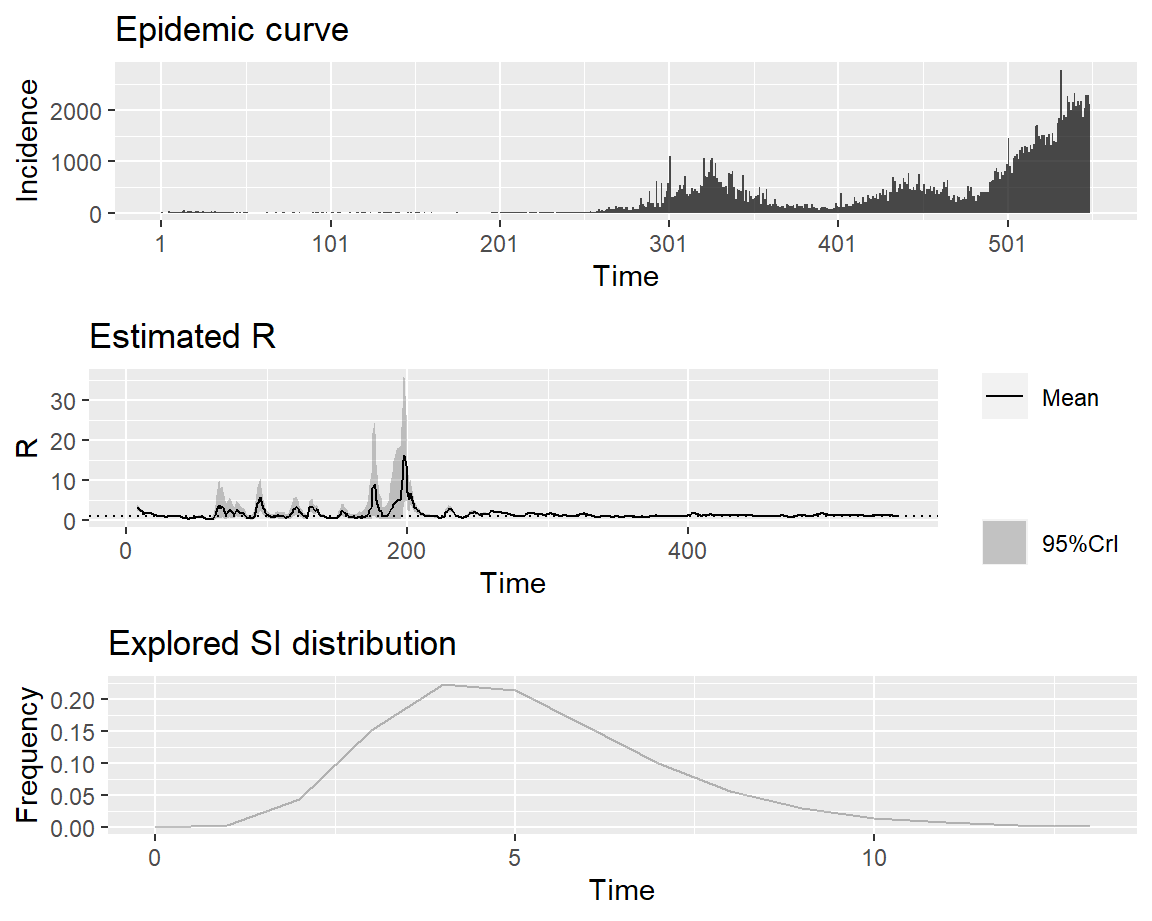 Epidemic curve
Incidence
2000
1000
0
1 101 201 301 401 501
Time
Estimated R
R
30
20
10
0
0 200 400
Time
Mean
95%CrI
Explored SI distribution
Frequency
0.20
0.15
0.10
0.05
0.00
0 5 10
Time